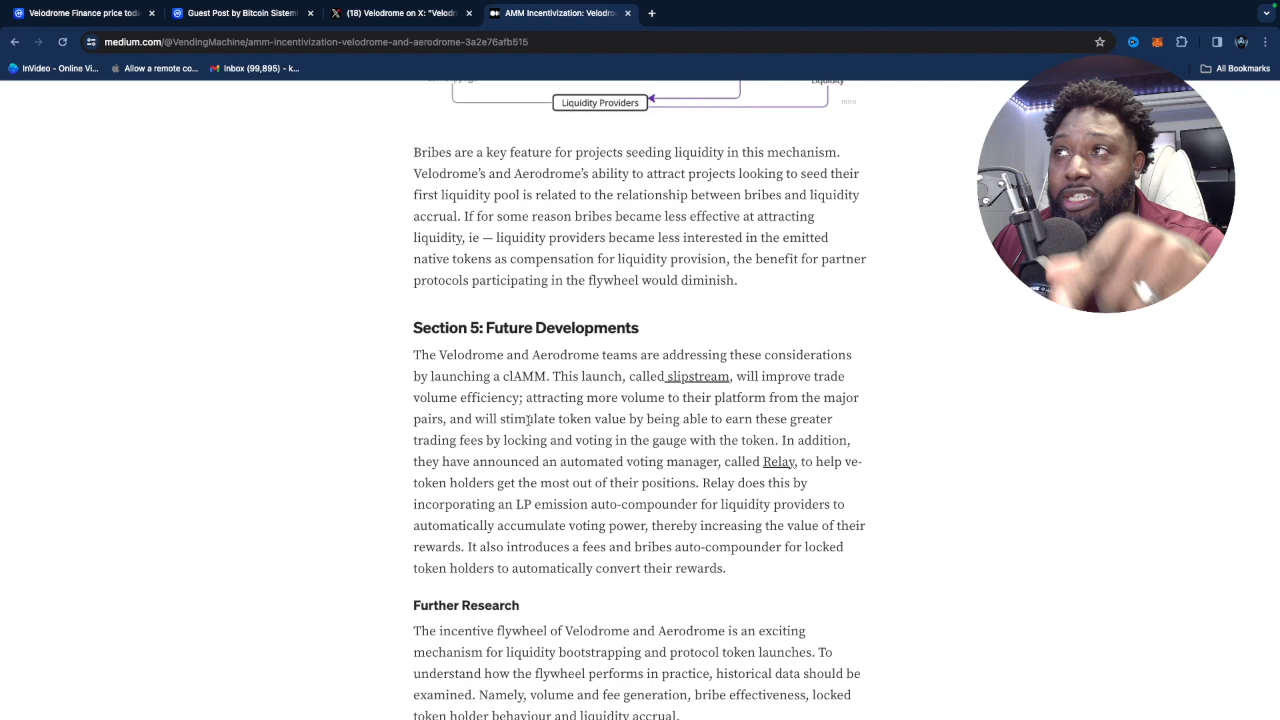 Velodrome Finance price toda
Guest Post by Bitcoin Sistemi
(18) Velodrome on X: "Velodr
AMM Incentivization: Velodro
medium.com/@VendingMachine/amm-incentivization-velodrome-and-aerodrome-3a2e76afb515
InVideo - Online Vi...
Allow a remote co...
Inbox (99,895) - k...
All Bookmarks
Liquidity
Liquidity Providers
miro
Bribes are a key feature for projects seeding liquidity in this mechanism.
Velodrome's and Aerodrome's ability to attract projects looking to seed their
first liquidity pool is related to the relationship between bribes and liquidity
accrual. If for some reason bribes became less effective at attracting
liquidity, ie — liquidity providers became less interested in the emitted
native tokens as compensation for liquidity provision, the benefit for partner
protocols participating in the flywheel would diminish.
Section 5: Future Developments
The Velodrome and Aerodrome teams are addressing these considerations
by launching a clAMM. This launch, called slipstream, will improve trade
volume efficiency; attracting more volume to their platform from the major
pairs, and will stimulate token value by being able to earn these greater
trading fees by locking and voting in the gauge with the token. In addition,
they have announced an automated voting manager, called Relay, to help ve-
token holders get the most out of their positions. Relay does this by
incorporating an LP emission auto-compounder for liquidity providers to
automatically accumulate voting power, thereby increasing the value of their
rewards. It also introduces a fees and bribes auto-compounder for locked
token holders to automatically convert their rewards.
Further Research
The incentive flywheel of Velodrome and Aerodrome is an exciting
mechanism for liquidity bootstrapping and protocol token launches. To
understand how the flywheel performs in practice, historical data should be
examined. Namely, volume and fee generation, bribe effectiveness, locked
token holder behaviour and liquidity accrual.